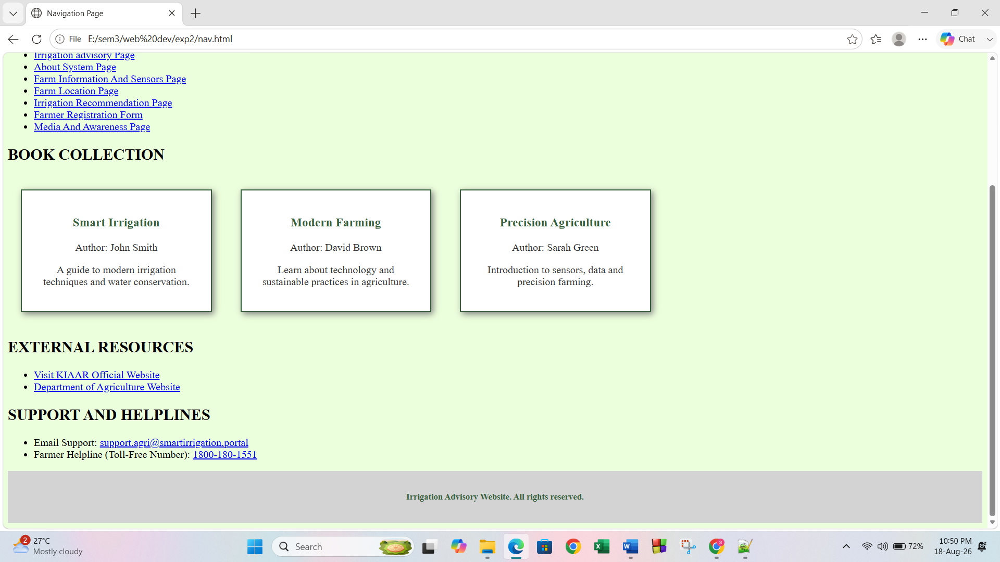 Navigation Page
File E:/sem3/web%20dev/exp2/nav.html
Chat
Irrigation advisory Page
About System Page
Farm Information And Sensors Page
Farm Location Page
Irrigation Recommendation Page
Farmer Registration Form
Media And Awareness Page
BOOK COLLECTION
Smart Irrigation
Author: John Smith
A guide to modern irrigation
techniques and water conservation.
Modern Farming
Author: David Brown
Learn about technology and
sustainable practices in agriculture.
Precision Agriculture
Author: Sarah Green
Introduction to sensors, data and
precision farming.
EXTERNAL RESOURCES
Visit KIAAR Official Website
Department of Agriculture Website
SUPPORT AND HELPLINES
Email Support: support.agri@smartirrigation.portal
Farmer Helpline (Toll-Free Number): 1800-180-1551
Irrigation Advisory Website. All rights reserved.
2
27°C
Mostly cloudy
Search
72%
10:50 PM
18-Aug-26